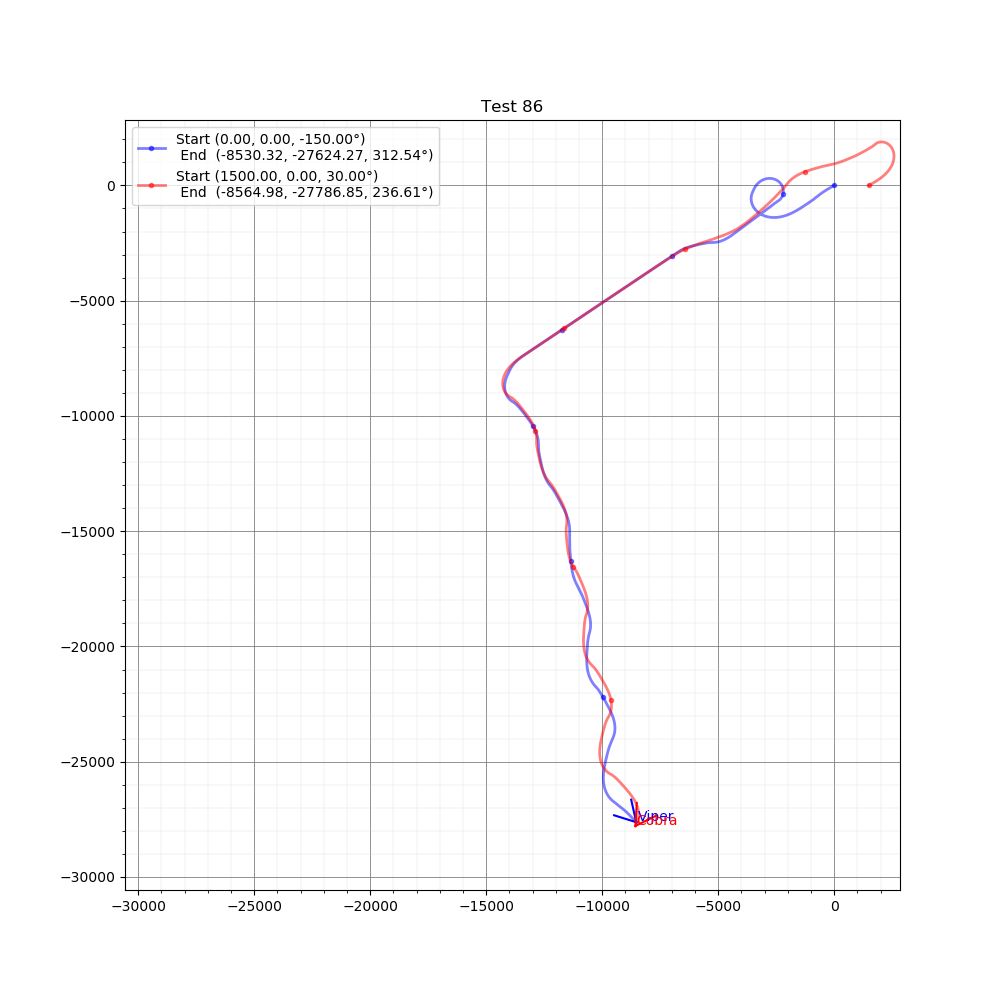 Test 86
Start (0.00, 0.00, -150.00°)
End  (-8530.32, -27624.27, 312.54°)
Start (1500.00, 0.00, 30.00°)
End  (-8564.98, -27786.85, 236.61°)
0
−5000
−10000
−15000
−20000
−25000
−30000
Viper
Cobra
−30000 −25000 −20000 −15000 −10000 −5000 0